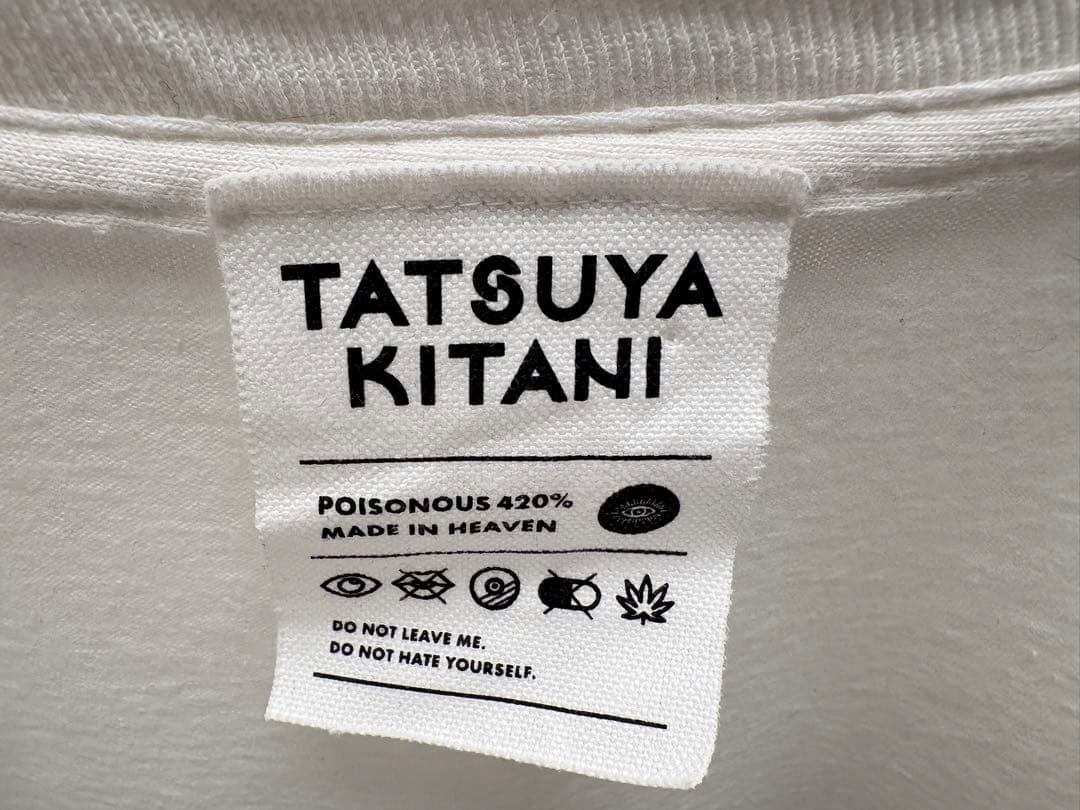 TATSUYA
KITANI
POISONOUS 420%
MADE IN HEAVEN
DO NOT LEAVE ME.
DO NOT HATE YOURSELF.